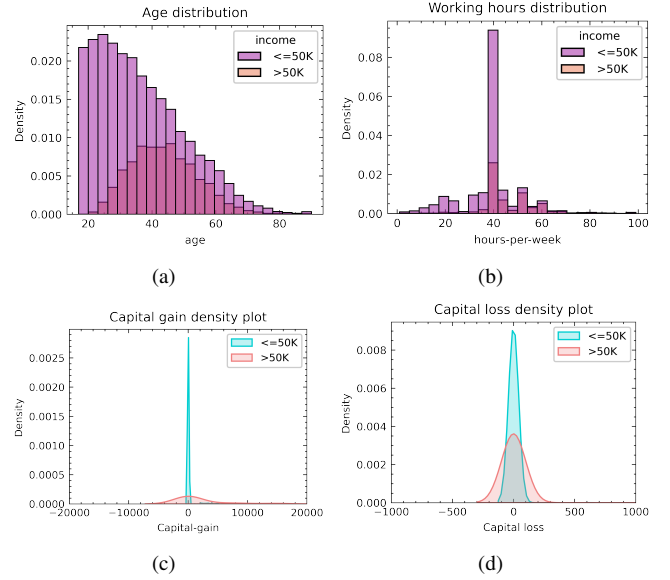 Age distribution
income
<=50K
>50K
0.020
0.015
0.010
0.005
0.000
Density
20
40
60
80
age
(a)
Working hours distribution
income
<=50K
>50K
0.08
0.06
0.04
0.02
0.00
Density
0
20
40
60
80
100
hours-per-week
(b)
Capital gain density plot
<=50K
>50K
0.0025
0.0020
0.0015
0.0010
0.0005
0.0000
Density
−20000
−10000
0
10000
20000
Capital-gain
(c)
Capital loss density plot
<=50K
>50K
0.008
0.006
0.004
0.002
0.000
Density
−1000
−500
0
500
1000
Capital loss
(d)